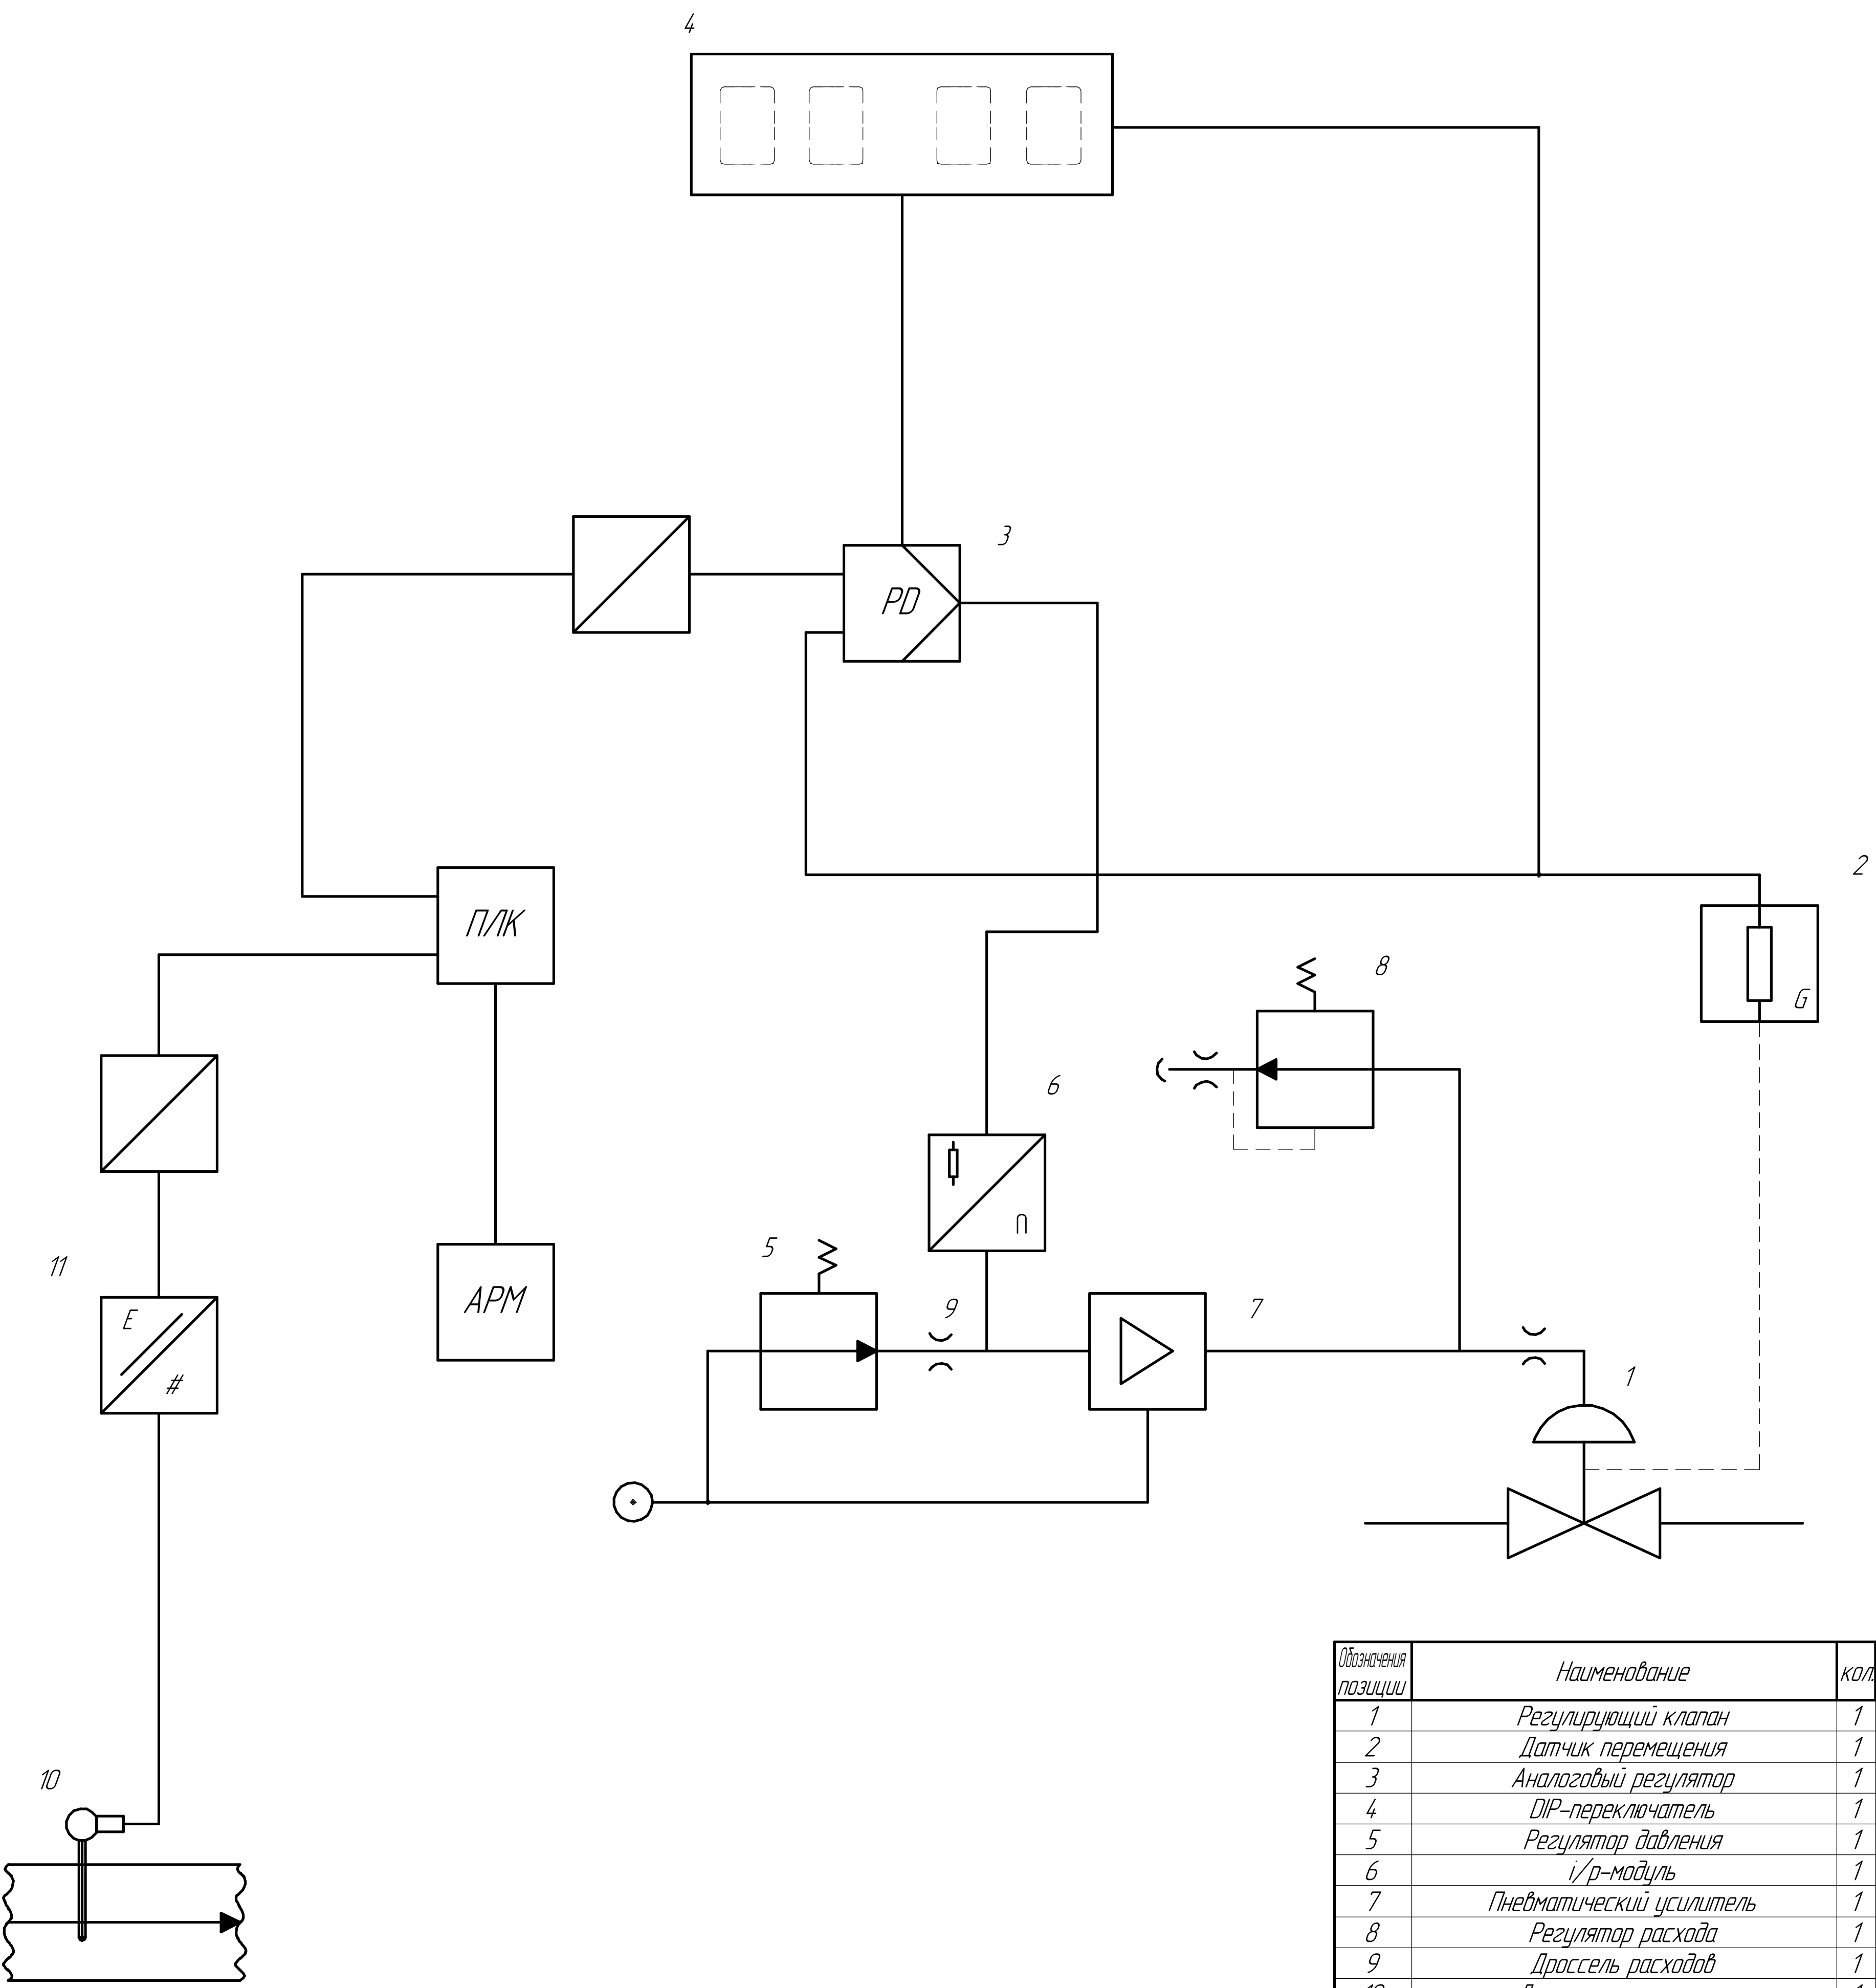 4
3
PD
2
ПЛК
8
G
6
П
11
5
E
9
7
АРМ
#
1
10
Обозначения позиции
Наименование
кол.
1 Регулирующий клапан 1
2 Датчик перемещения 1
3 Аналоговый регулятор 1
4 DIP-переключатель 1
5 Регулятор давления 1
6 i/p-модуль 1
7 Пневматический усилитель 1
8 Регулятор расхода 1
9 Дроссель расходов 1